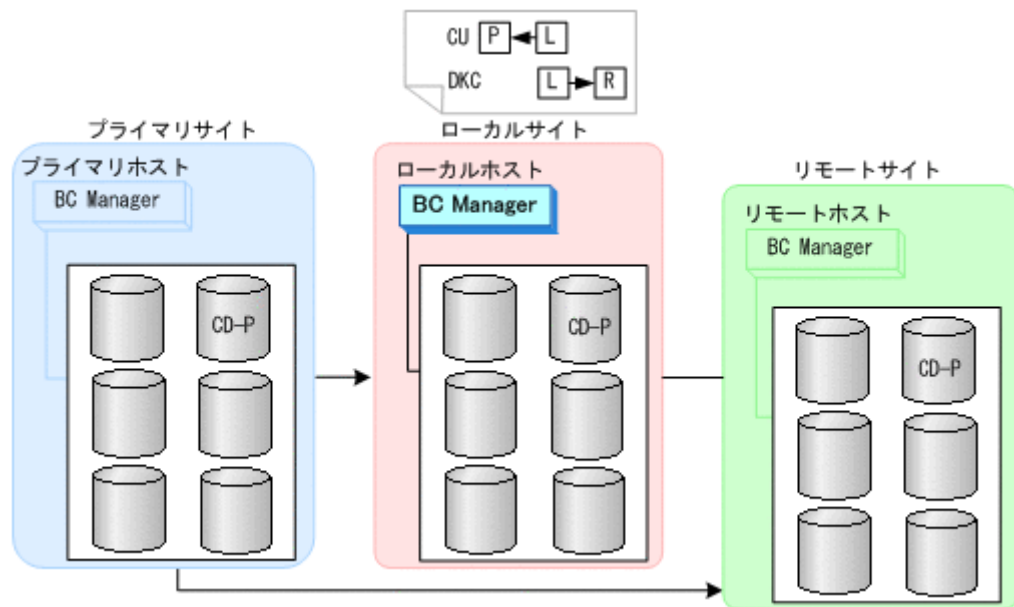 CU P L
DKC L R
プライマリサイト
プライマリホスト
BC Manager
CD-P
ローカルサイト
ローカルホスト
BC Manager
CD-P
リモートサイト
リモートホスト
BC Manager
CD-P